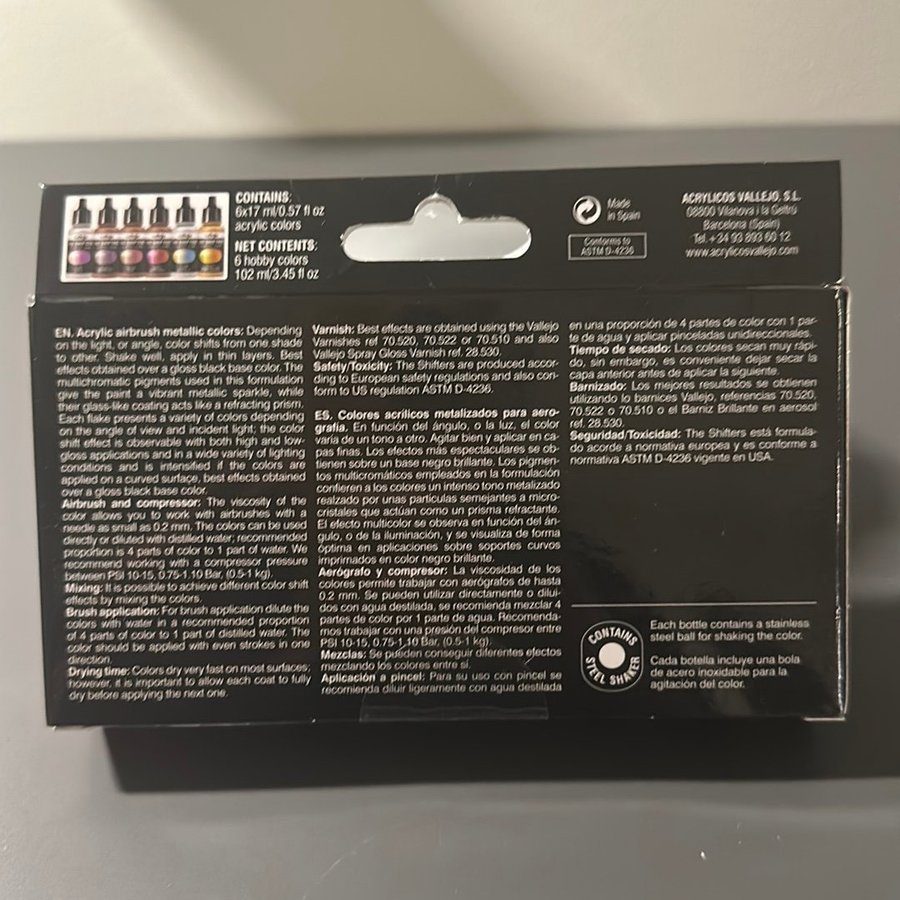 CONTAINS:
6x17 ml/0.57 fl oz
acrylic colors
NET CONTENTS:
6 hobby colors
102 ml/3.45 fl oz
Made
in Spain
Conforms to
ASTM D-4236
ACRYLICOS VALLEJO, S.L.
08800 Vilanova i la Geltrú
Barcelona (Spain)
Tel. +34 93 893 60 12
www.acrylicosvallejo.com
EN. Acrylic airbrush metallic colors: Depending
on the light, or angle, color shifts from one shade
to other. Shake well, apply in thin layers. Best
effects obtained over a gloss black base color. The
multichromatic pigments used in this formulation
give the paint a vibrant metallic sparkle, while
their glass-like coating acts like a refracting prism.
Each flake presents a variety of colors depending
on the angle of view and incident light; the color
shift effect is observable with both high and low-
gloss applications and in a wide variety of lighting
conditions and is intensified if the colors are
applied on a curved surface, best effects obtained
over a gloss black base color.
Airbrush and compressor: The viscosity of the
color allows you to work with airbrushes with a
needle as small as 0.2 mm. The colors can be used
directly or diluted with distilled water; recommended
proportion is 4 parts of color to 1 part of water. We
recommend working with a compressor pressure
between PSI 10-15, 0.75-1.10 Bar, (0.5-1 kg).
Mixing: It is possible to achieve different color shift
effects by mixing the colors.
Brush application: For brush application dilute the
colors with water in a recommended proportion
of 4 parts of color to 1 part of distilled water. The
color should be applied with even strokes in one
direction.
Drying time: Colors dry very fast on most surfaces;
however, it is important to allow each coat to fully
dry before applying the next one.
Varnish: Best effects are obtained using the Vallejo
Varnishes ref 70.520, 70.522 or 70.510 and also
Vallejo Spray Gloss Varnish ref. 28.530.
Safety/Toxicity: The Shifters are produced accor-
ding to European safety regulations and also con-
form to US regulation ASTM D-4236.
ES. Colores acrílicos metalizados para aero-
grafía. En función del ángulo, o la luz, el color
varía de un tono a otro. Agitar bien y aplicar en ca-
pas finas. Los efectos más espectaculares se ob-
tienen sobre un base negro brillante. Los pigmen-
tos multicromáticos empleados en la formulación
confieren a los colores un intenso tono metalizado
realzado por unas partículas semejantes a micro-
cristales que actúan como un prisma refractante.
El efecto multicolor se observa en función del án-
gulo, o de la iluminación, y se visualiza de forma
óptima en aplicaciones sobre soportes curvos
imprimados en color negro brillante.
Aerógrafo y compresor: La viscosidad de los
colores permite trabajar con aerógrafos de hasta
0.2 mm. Se pueden utilizar directamente o dilui-
dos con agua destilada, se recomienda mezclar 4
partes de color por 1 parte de agua. Recomenda-
mos trabajar con una presión del compresor entre
PSI 10-15, 0,75-1,10 Bar, (0.5-1 kg).
Mezclas: Se pueden conseguir diferentes efectos
mezclando los colores entre sí.
Aplicación a pincel: Para su uso con pincel se
recomienda diluir ligeramente con agua destilada
en una proporción de 4 partes de color con 1 par-
te de agua y aplicar pinceladas unidireccionales.
Tiempo de secado: Los colores secan muy rápi-
do, sin embargo, es conveniente dejar secar la
capa anterior antes de aplicar la siguiente.
Barnizado: Los mejores resultados se obtienen
utilizando lo barnices Vallejo, referencias 70.520,
70.522 o 70.510 o el Barniz Brillante en aerosol
ref. 28.530.
Seguridad/Toxicidad: The Shifters está formula-
do acorde a normativa europea y es conforme a
normativa ASTM D-4236 vigente en USA.
CONTAINS
STEEL SHAKER
Each bottle contains a stainless
steel ball for shaking the color.
Cada botella incluye una bola
de acero inoxidable para la
agitación del color.